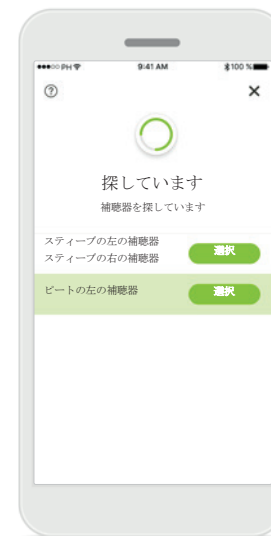 PH 9:41 AM 100 %
探しています
補聴器を探しています
スティーブの左の補聴器
スティーブの右の補聴器
選択
ピートの左の補聴器
選択